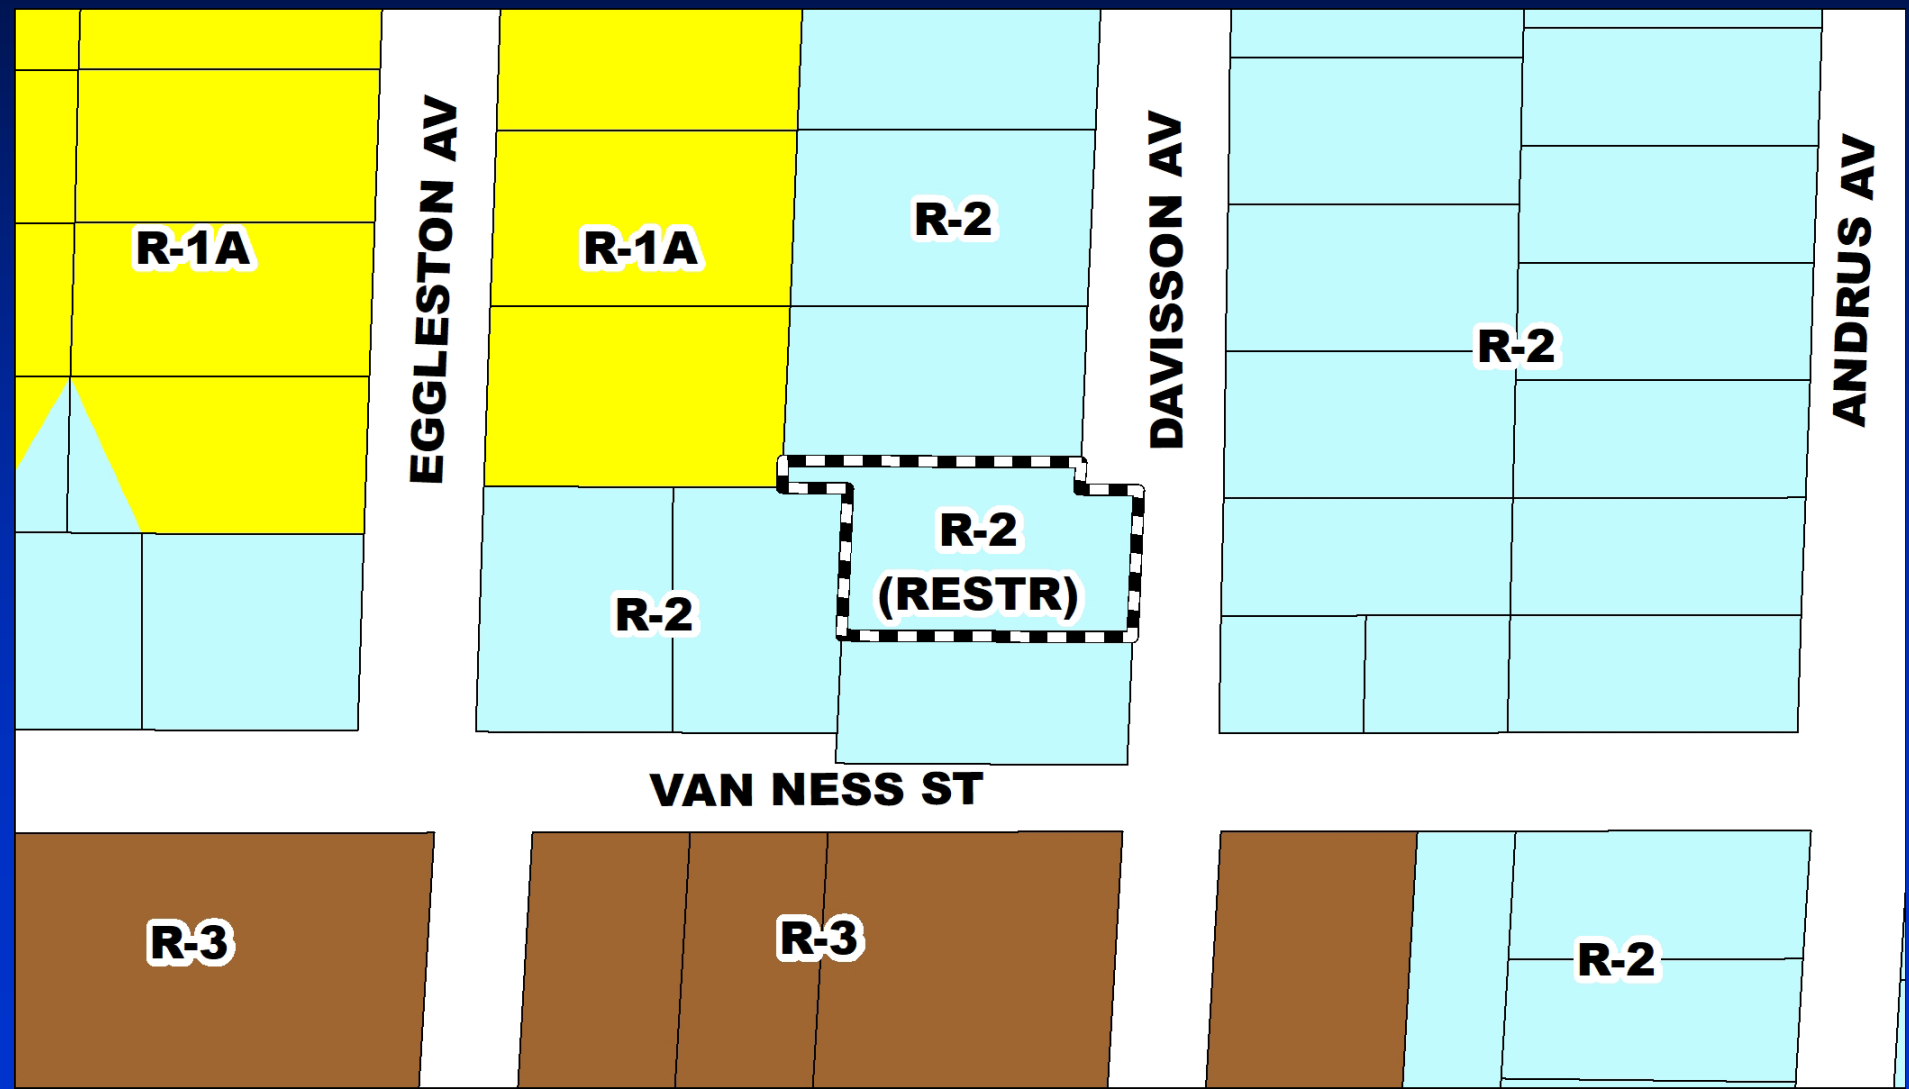 EGGLESTON AV
DAVISSON AV
ANDRUS AV
R-1A
R-1A
R-2
R-2
R-2
(RESTR)
R-2
VAN NESS ST
R-3
R-3
R-2